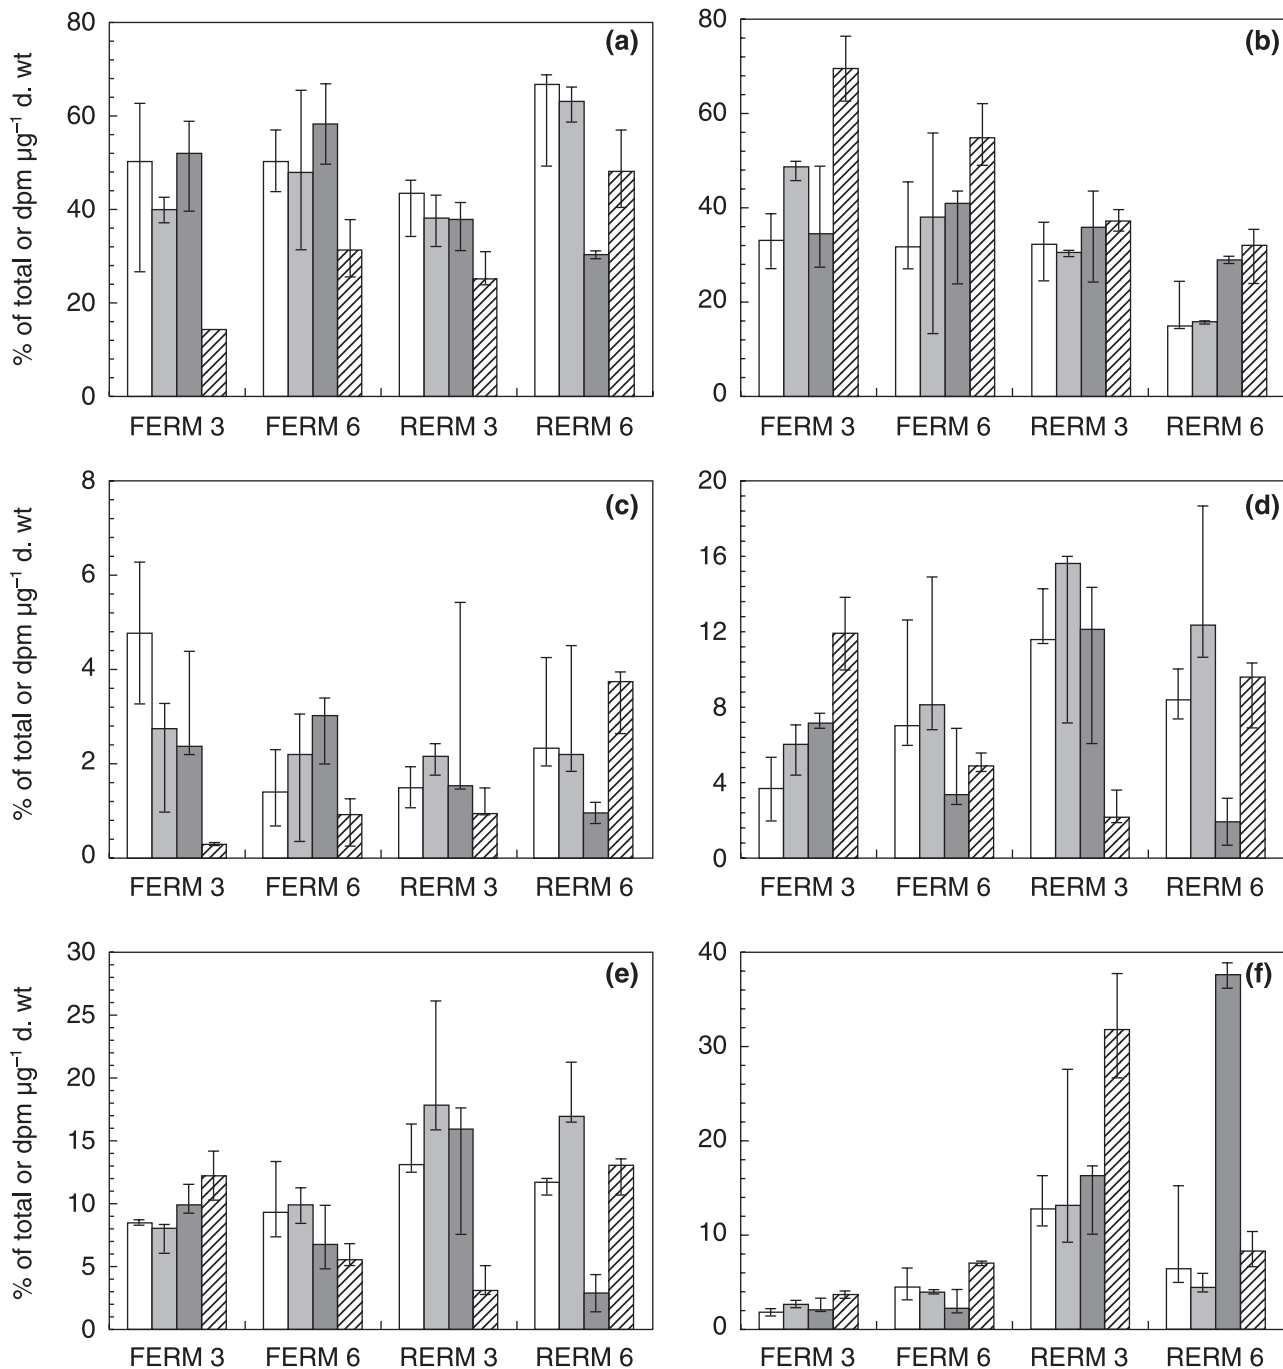 (a)
% of total or dpm µg⁻¹ d. wt
80
60
40
20
0
FERM 3 FERM 6 RERM 3 RERM 6
(b)
80
60
40
20
0
FERM 3 FERM 6 RERM 3 RERM 6
(c)
% of total or dpm µg⁻¹ d. wt
8
6
4
2
0
FERM 3 FERM 6 RERM 3 RERM 6
(d)
20
16
12
8
4
0
FERM 3 FERM 6 RERM 3 RERM 6
(e)
% of total or dpm µg⁻¹ d. wt
30
25
20
15
10
5
0
FERM 3 FERM 6 RERM 3 RERM 6
(f)
40
30
20
10
0
FERM 3 FERM 6 RERM 3 RERM 6